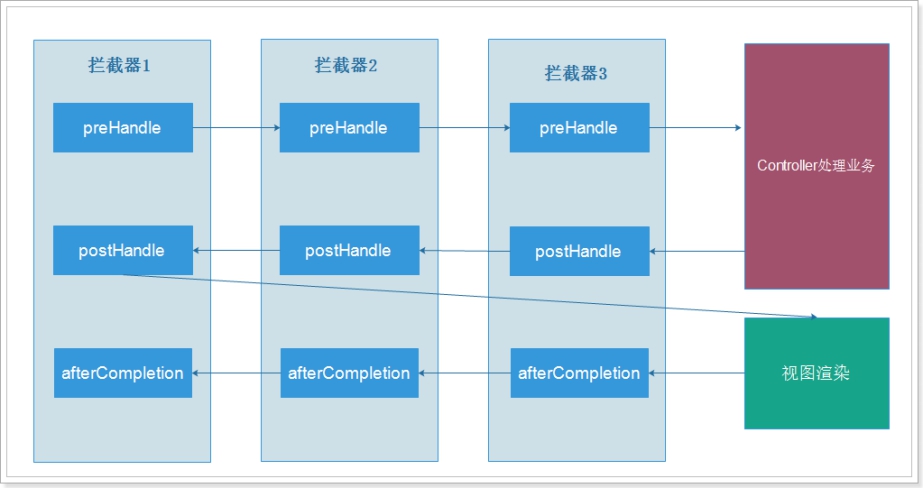 拦截器1
拦截器2
拦截器3
preHandle
preHandle
preHandle
Controller处理业务
postHandle
postHandle
postHandle
afterCompletion
afterCompletion
afterCompletion
视图渲染